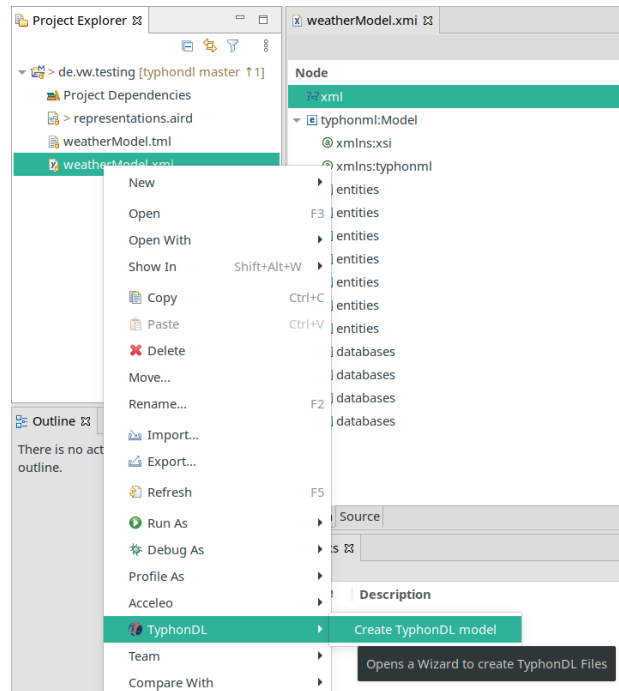 Project Explorer
> de.vw.testing [typhondl master ↑1]
Project Dependencies
> representations.aird
weatherModel.tml
weatherModel.xmi
weatherModel.xmi
Node
?=? xml
typhonml:Model
xmlns:xsi
xmlns:typhonml
entities
entities
entities
entities
entities
entities
entities
databases
databases
databases
databases
Source
Description
Outline
There is no act
outline.
New
Open F3
Open With
Show In Shift+Alt+W
Copy Ctrl+C
Paste Ctrl+V
Delete
Move...
Rename... F2
Import...
Export...
Refresh F5
Run As
Debug As
Profile As
Acceleo
TyphonDL
Team
Compare With
Create TyphonDL model
Opens a Wizard to create TyphonDL Files